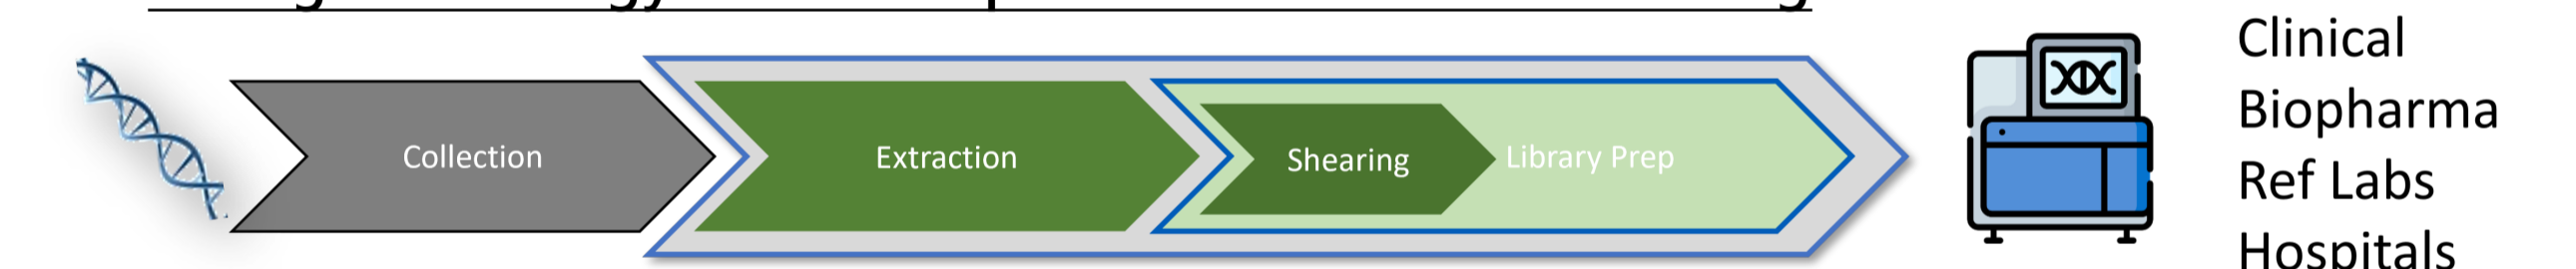 Collection
Extraction
Shearing
Library Prep
Clinical
Biopharma
Ref Labs
Hospitals